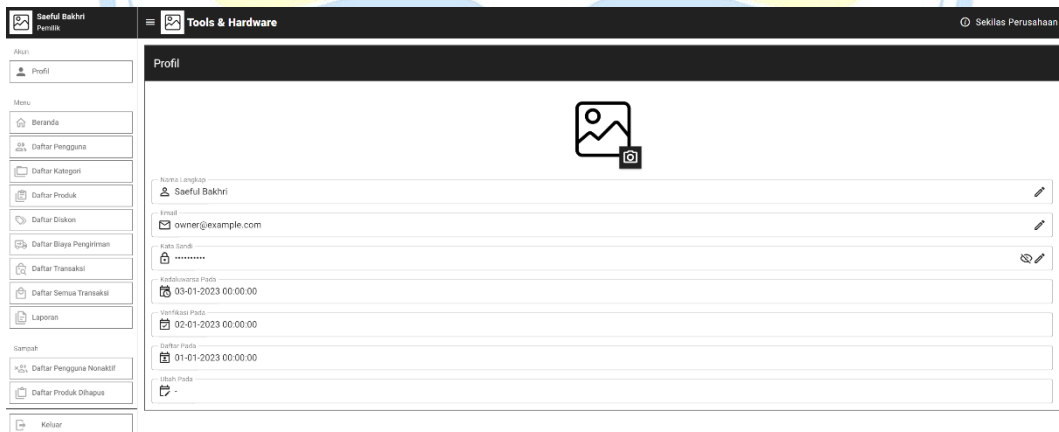 Saeful Bakhri
Pemilik
Tools & Hardware
Sekilas Perusahaan
Akun
Profil
Menu
Beranda
Daftar Pengguna
Daftar Kategori
Daftar Produk
Daftar Diskon
Daftar Biaya Pengiriman
Daftar Transaksi
Daftar Semua Transaksi
Laporan
Sampah
Daftar Pengguna Nonaktif
Daftar Produk Dihapus
Keluar
Profil
Nama Lengkap
Saeful Bakhri
Email
owner@example.com
Kata Sandi
••••••••••
Kadaluwarsa Pada
03-01-2023 00:00:00
Verifikasi Pada
02-01-2023 00:00:00
Daftar Pada
01-01-2023 00:00:00
Ubah Pada
-